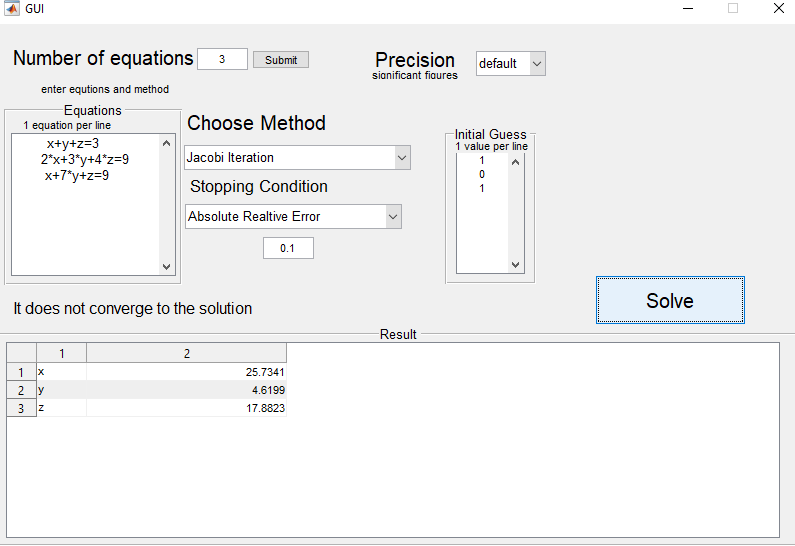 GUI
Number of equations 3 Submit
Precision
sionificant fioures
default
enter equtions and method
Equations
1 equation per line
x+y+z=3
2*x+3*y+4*z=9
x+7*y+z=9
Choose Method
Jacobi Iteration
Stopping Condition
Absolute Realtive Error
0.1
Initial Guess
1 value per line
1
0
1
It does not converge to the solution
Solve
Result
1 2
1 x 25.7341
2 y 4.6199
3 z 17.8823